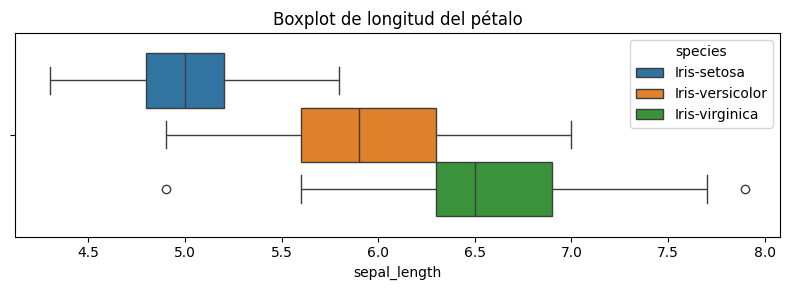 Boxplot de longitud del pétalo
species
Iris-setosa
Iris-versicolor
Iris-virginica
4.5 5.0 5.5 6.0 6.5 7.0 7.5 8.0
sepal_length